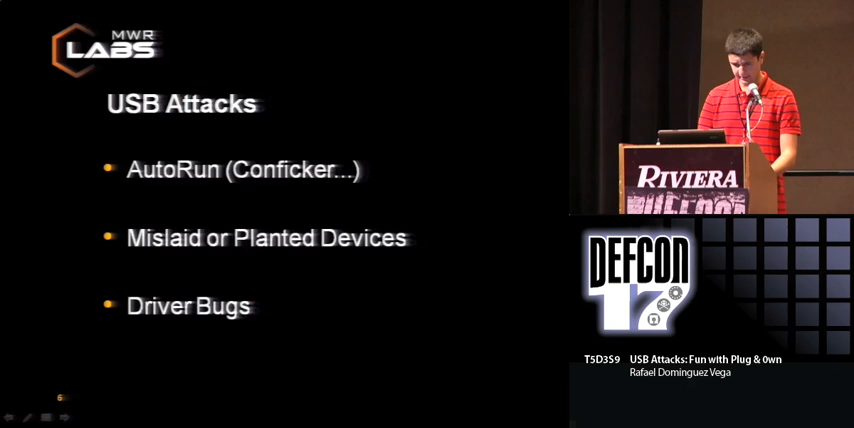 MWR
LABS
USB Attacks
AutoRun (Conficker...)
Mislaid or Planted Devices
Driver Bugs
6
RIVIERA
DEFCON
17
T5D3S9 USB Attacks: Fun with Plug & 0wn
Rafael Dominguez Vega